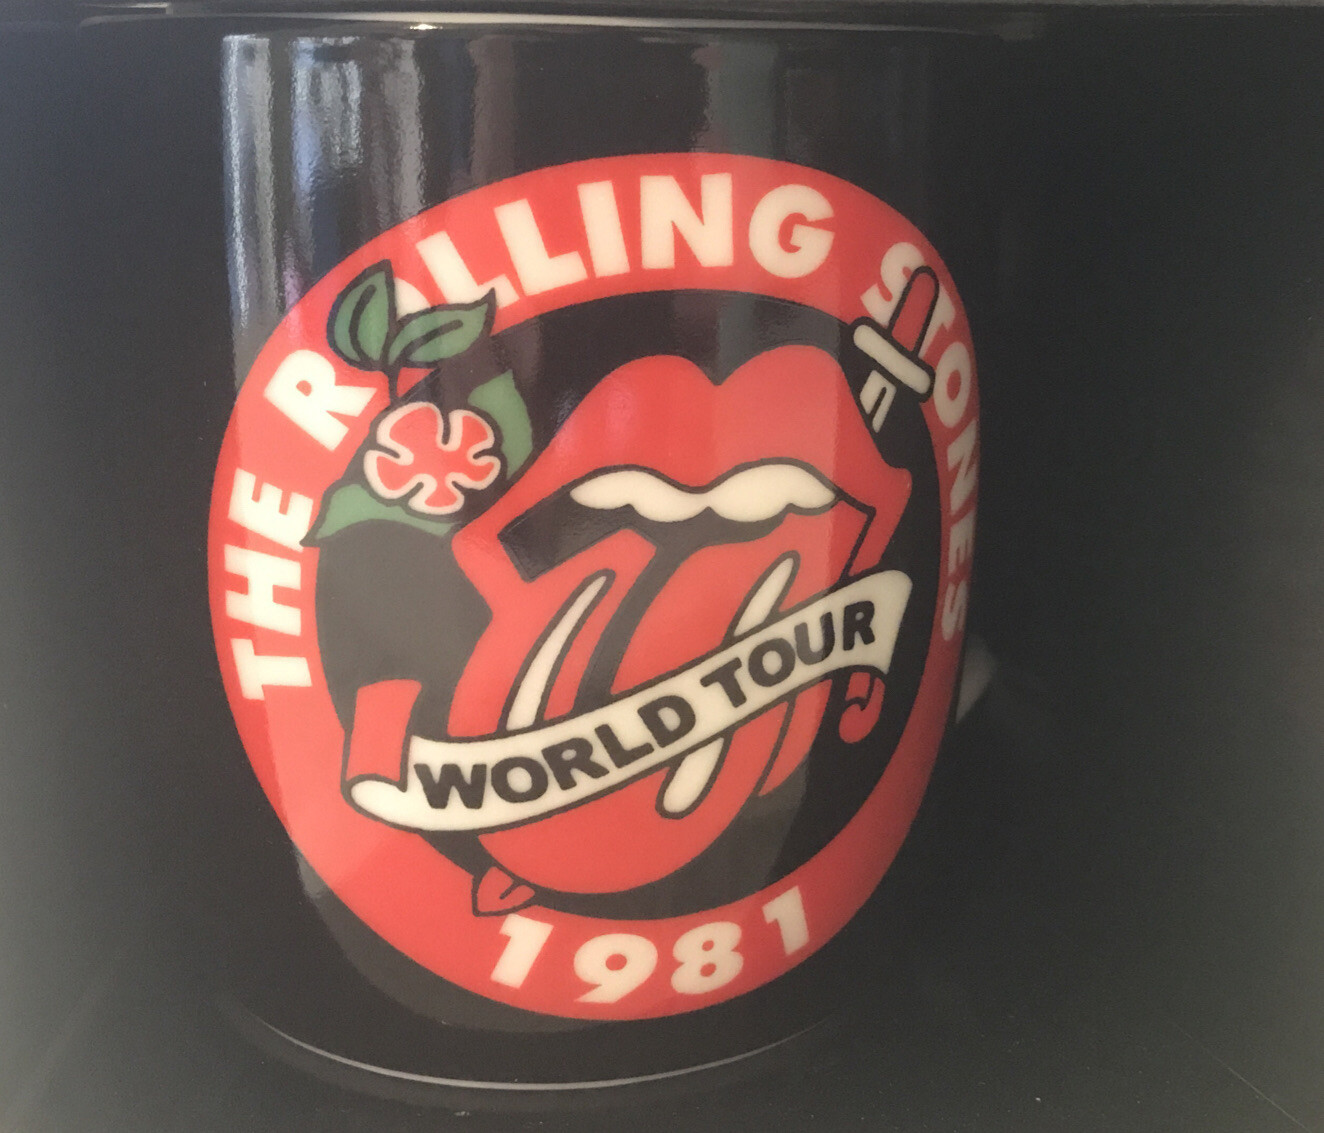 THE ROLLING STONES
WORLD TOUR
1981